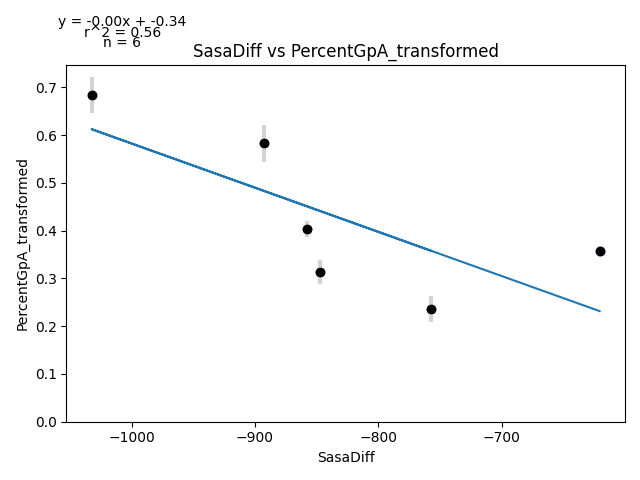 y = -0.00x + -0.34
r^2 = 0.56
n = 6
SasaDiff vs PercentGpA_transformed
PercentGpA_transformed
0.7
0.6
0.5
0.4
0.3
0.2
0.1
0.0
−1000
−900
−800
−700
SasaDiff